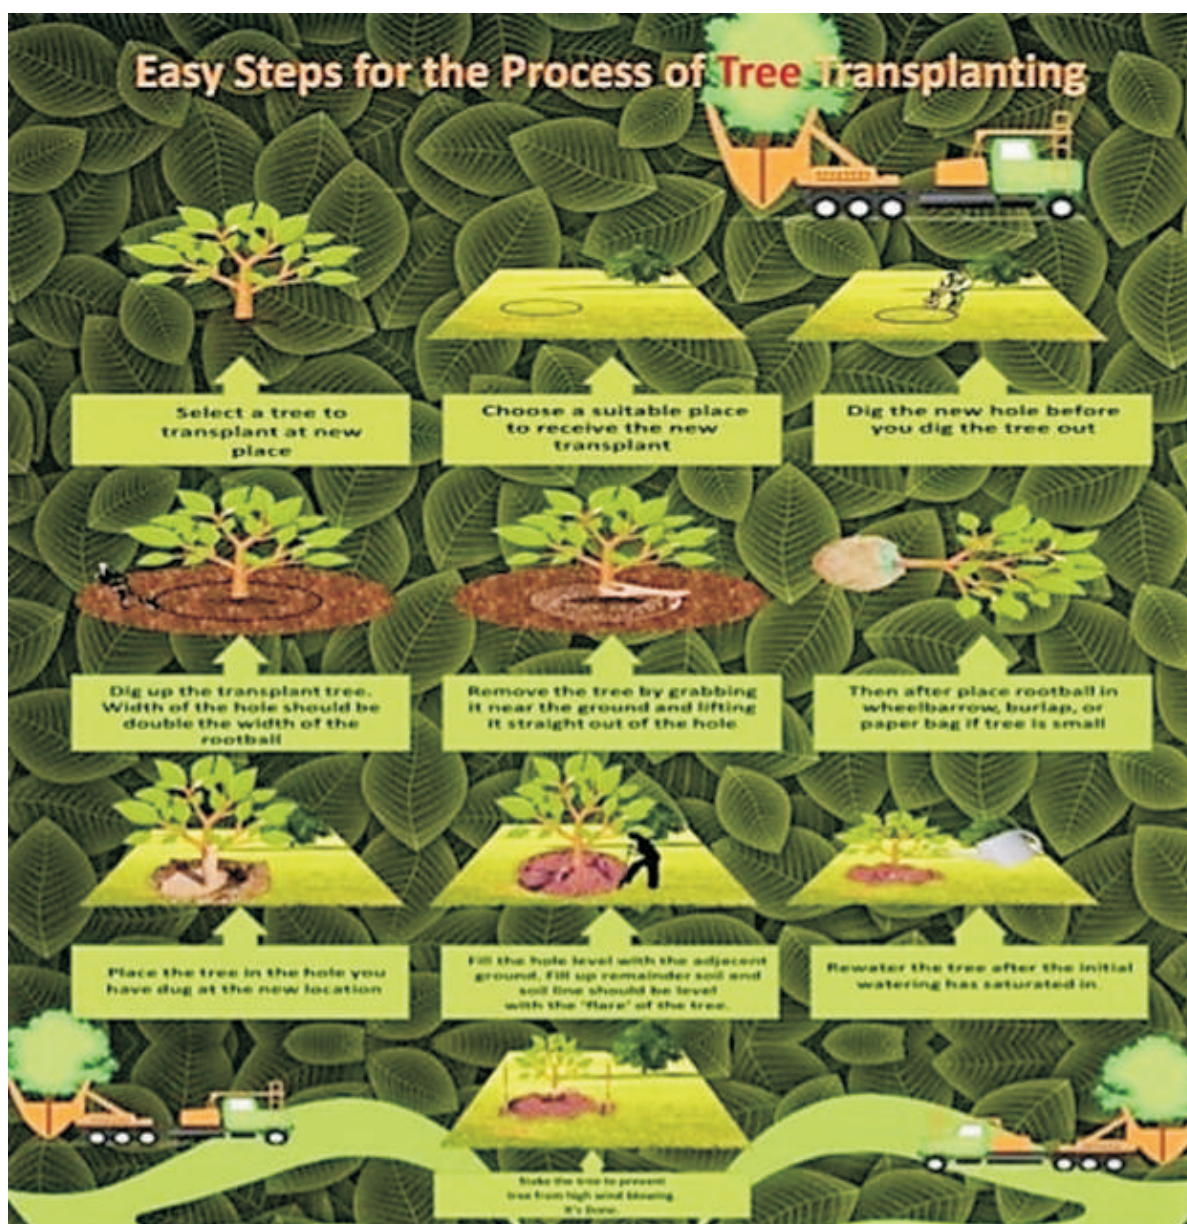 Easy Steps for the Process of Tree Transplanting
Select a tree to
transplant at new
place
Choose a suitable place
to receive the new
transplant
Dig the new hole before
you dig the tree out
Dig up the transplant tree.
Width of the hole should be
double the width of the
rootball
Remove the tree by grabbing
it near the ground and lifting
it straight out of the hole
Then after place rootball in
wheelbarrow, burlap, or
paper bag if tree is small
Place the tree in the hole you
have dug at the new location
Fill the hole level with the adjacent
ground. Fill up remainder soil and
soil line should be level
with the 'flare' of the tree.
Rewater the tree after the initial
watering has saturated in
Stake the tree to prevent
tree from high wind blowing
It's Done.